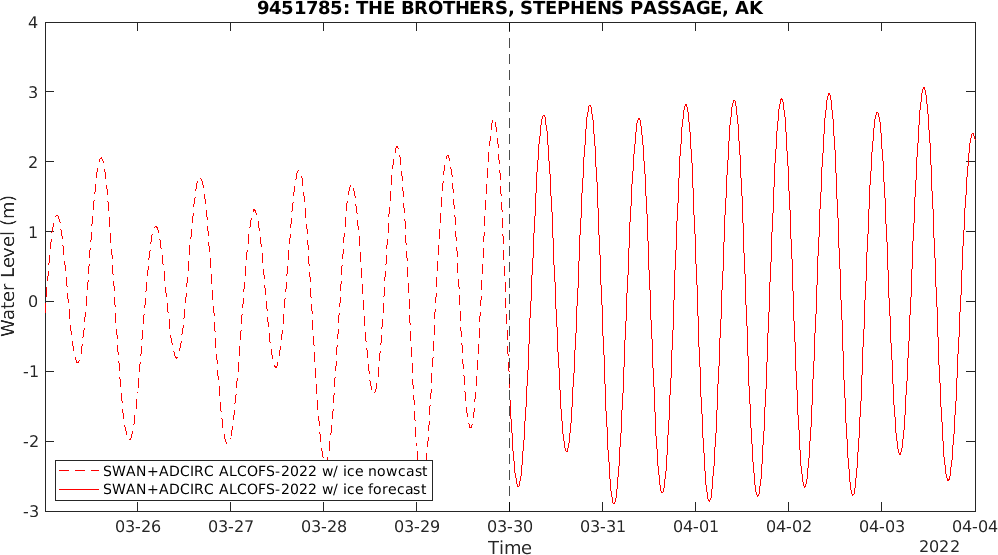 9451785: THE BROTHERS, STEPHENS PASSAGE, AK
4
3
2
1
0
-1
-2
-3
Water Level (m)
SWAN+ADCIRC ALCOFS-2022 w/ ice nowcast
SWAN+ADCIRC ALCOFS-2022 w/ ice forecast
03-26 03-27 03-28 03-29 03-30 03-31 04-01 04-02 04-03 04-04
Time
2022